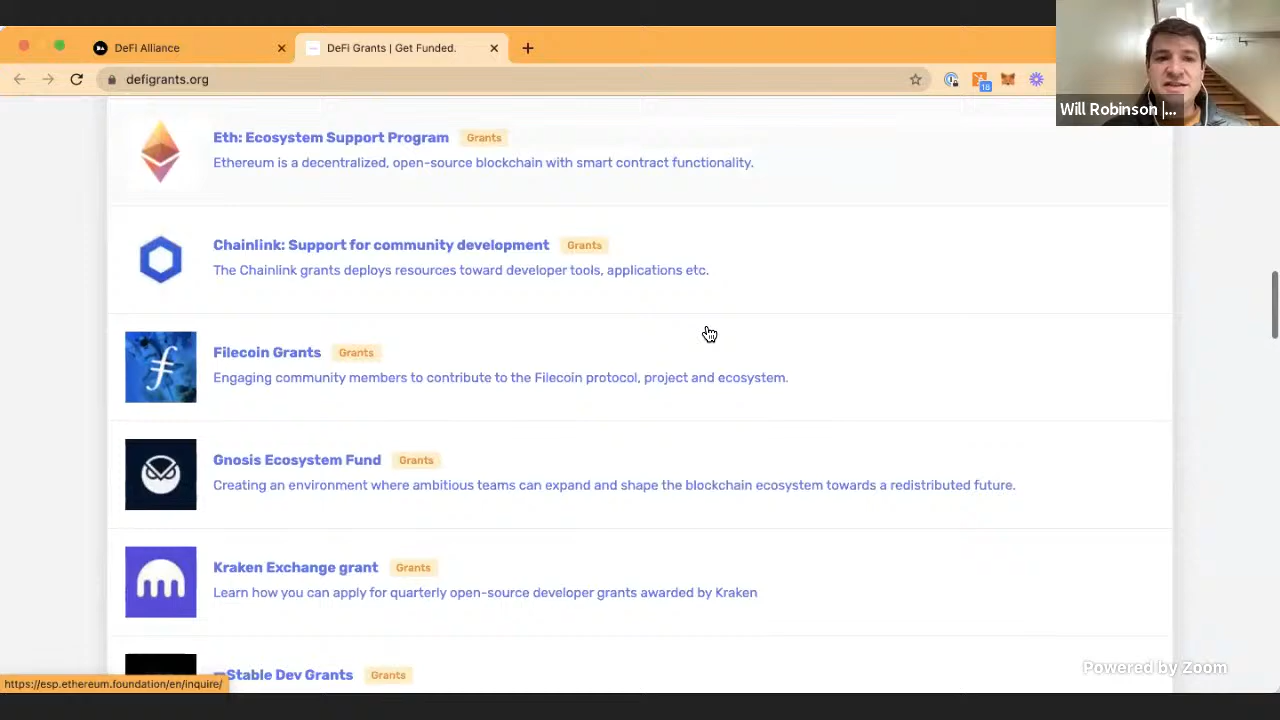 DeFi Alliance
DeFi Grants | Get Funded.
defigrants.org
18
Will Robinson |...
Eth: Ecosystem Support Program Grants
Ethereum is a decentralized, open-source blockchain with smart contract functionality.
Chainlink: Support for community development Grants
The Chainlink grants deploys resources toward developer tools, applications etc.
Filecoin Grants Grants
Engaging community members to contribute to the Filecoin protocol, project and ecosystem.
Gnosis Ecosystem Fund Grants
Creating an environment where ambitious teams can expand and shape the blockchain ecosystem towards a redistributed future.
Kraken Exchange grant Grants
Learn how you can apply for quarterly open-source developer grants awarded by Kraken
mStable Dev Grants Grants
Powered by Zoom
https://esp.ethereum.foundation/en/inquire/